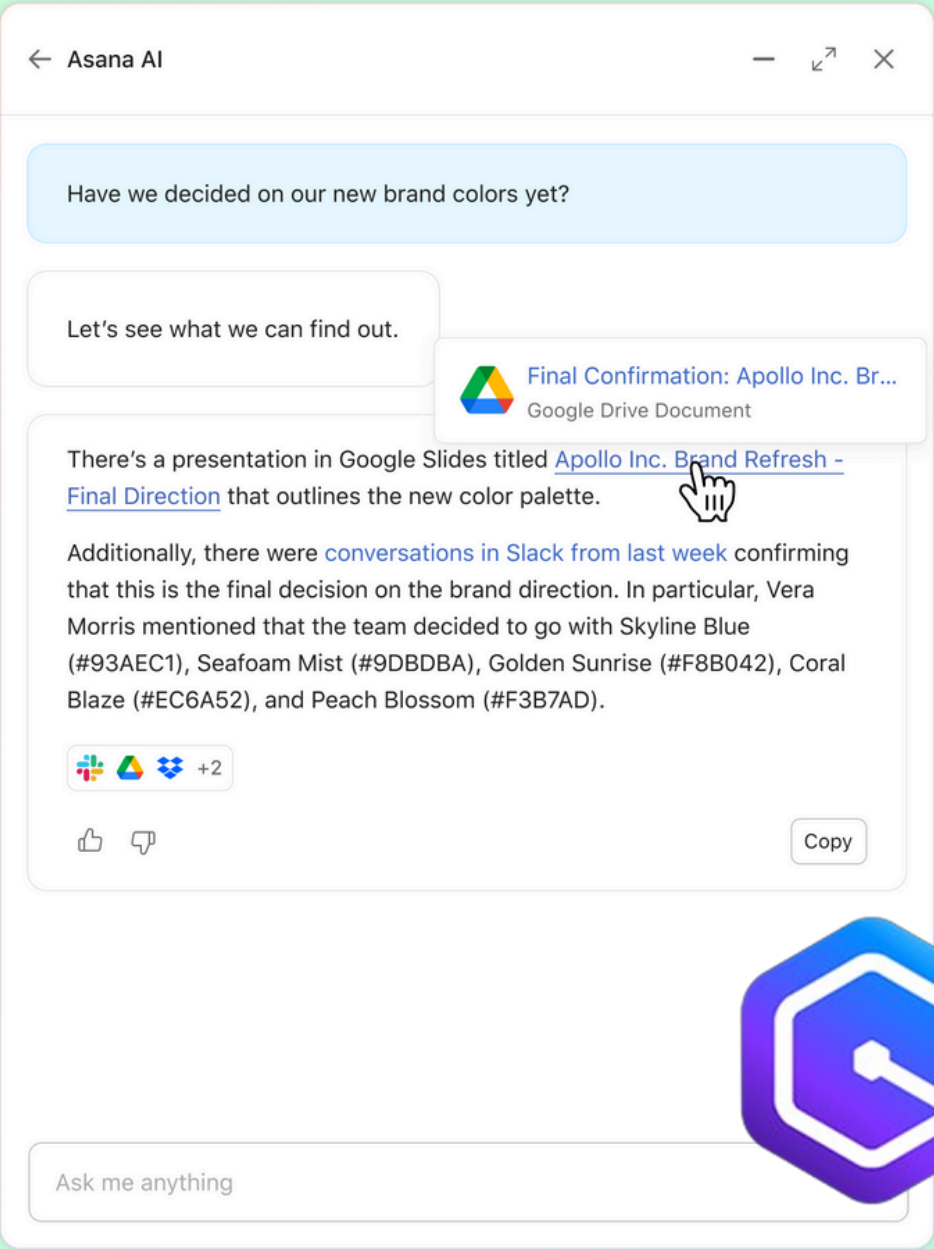 Asana AI
Have we decided on our new brand colors yet?
Let’s see what we can find out.
Final Confirmation: Apollo Inc. Br...
Google Drive Document
There’s a presentation in Google Slides titled Apollo Inc. Brand Refresh -
Final Direction that outlines the new color palette.
Additionally, there were conversations in Slack from last week confirming
that this is the final decision on the brand direction. In particular, Vera
Morris mentioned that the team decided to go with Skyline Blue
(#93AEC1), Seafoam Mist (#9DBDBA), Golden Sunrise (#F8B042), Coral
Blaze (#EC6A52), and Peach Blossom (#F3B7AD).
+2
Copy
Ask me anything